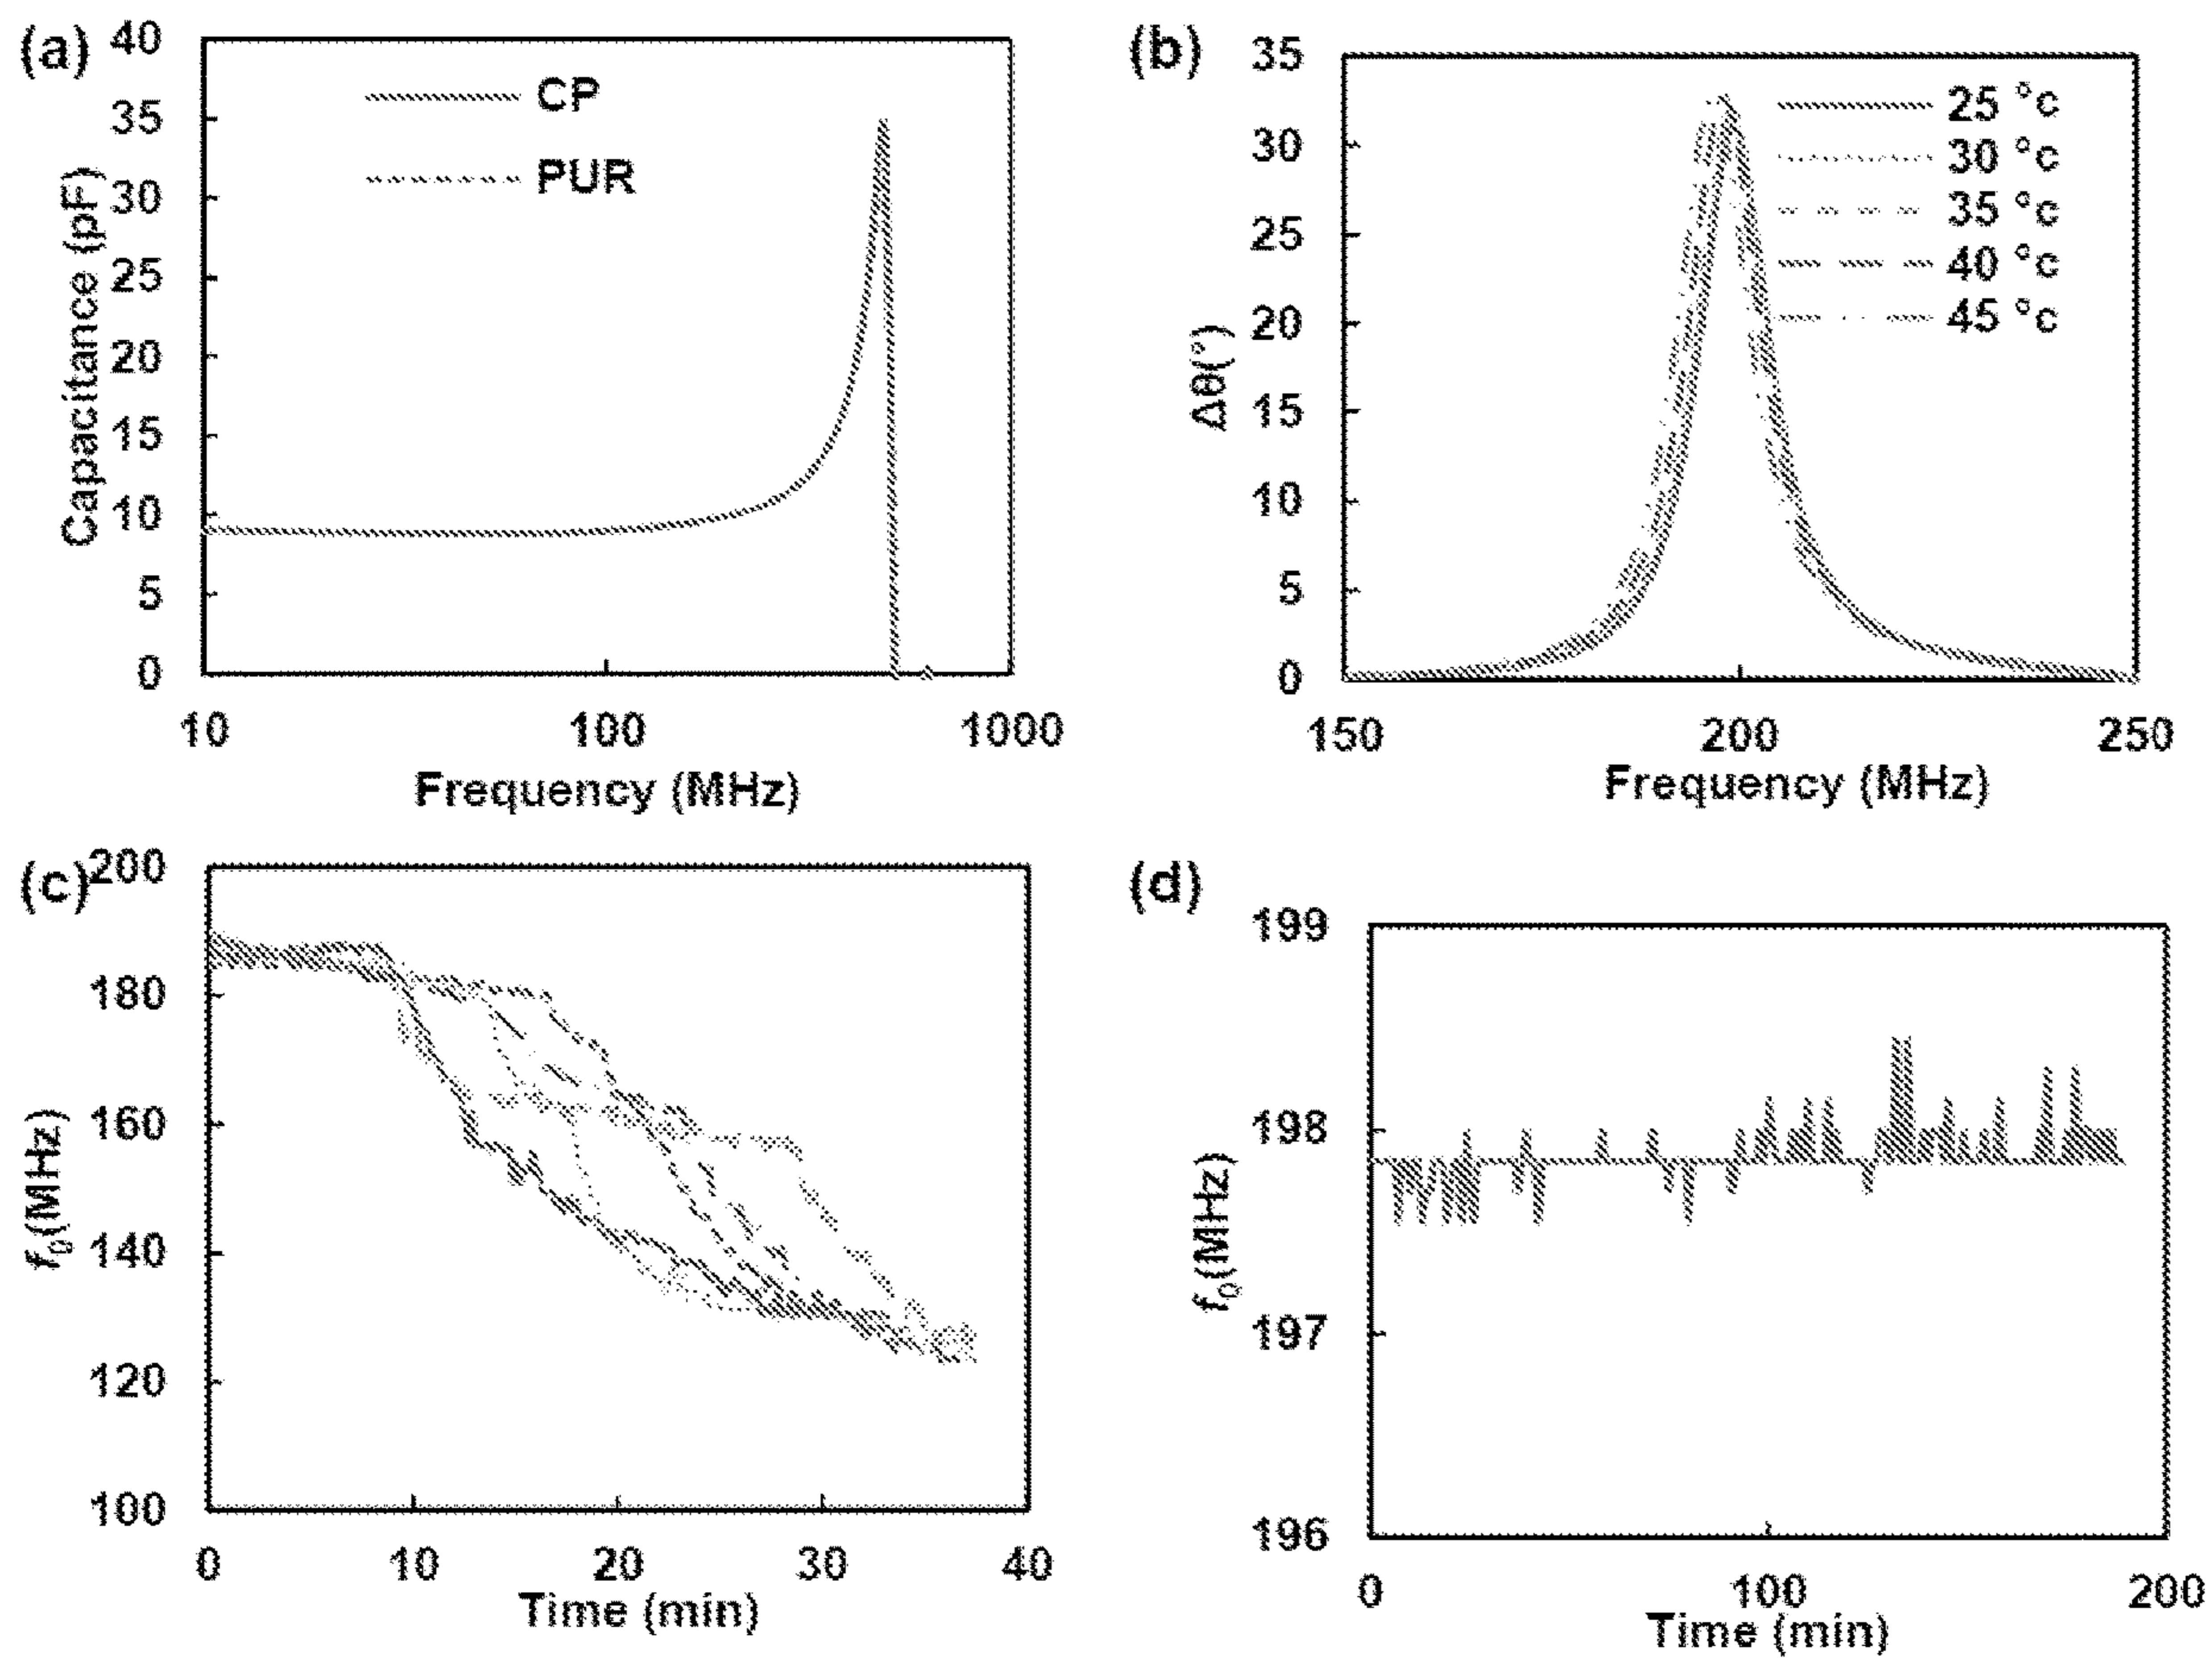 (a)
40
35
30
25
20
15
10
5
0
Capacitance (pF)
CP
PUR
10 100 1000
Frequency (MHz)
(b)
35
30
25
20
15
10
5
0
Δθ(°)
25 °c
30 °c
35 °c
40 °c
45 °c
150 200 250
Frequency (MHz)
(c)
200
180
160
140
120
100
f0(MHz)
0 10 20 30 40
Time (min)
(d)
199
198
197
196
f0(MHz)
0 100 200
Time (min)